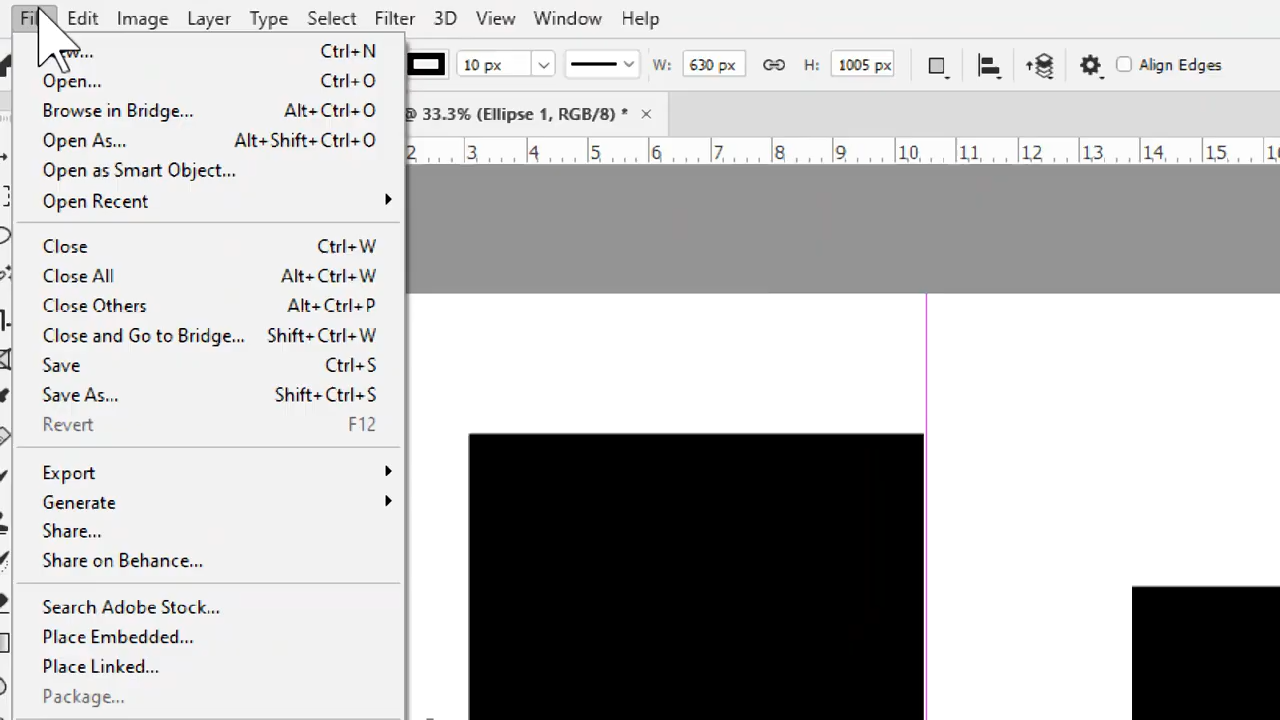 Edit Image Layer Type Select Filter 3D View Window Help
10 px W: 630 px H: 1005 px Align Edges
@ 33.3% (Ellipse 1, RGB/8) * ×
2 3 4 5 6 7 8 9 10 11 12 13 14 15
Ctrl+N
Open... Ctrl+O
Browse in Bridge... Alt+Ctrl+O
Open As... Alt+Shift+Ctrl+O
Open as Smart Object...
Open Recent
Close Ctrl+W
Close All Alt+Ctrl+W
Close Others Alt+Ctrl+P
Close and Go to Bridge... Shift+Ctrl+W
Save Ctrl+S
Save As... Shift+Ctrl+S
Revert F12
Export
Generate
Share...
Share on Behance...
Search Adobe Stock...
Place Embedded...
Place Linked...
Package...